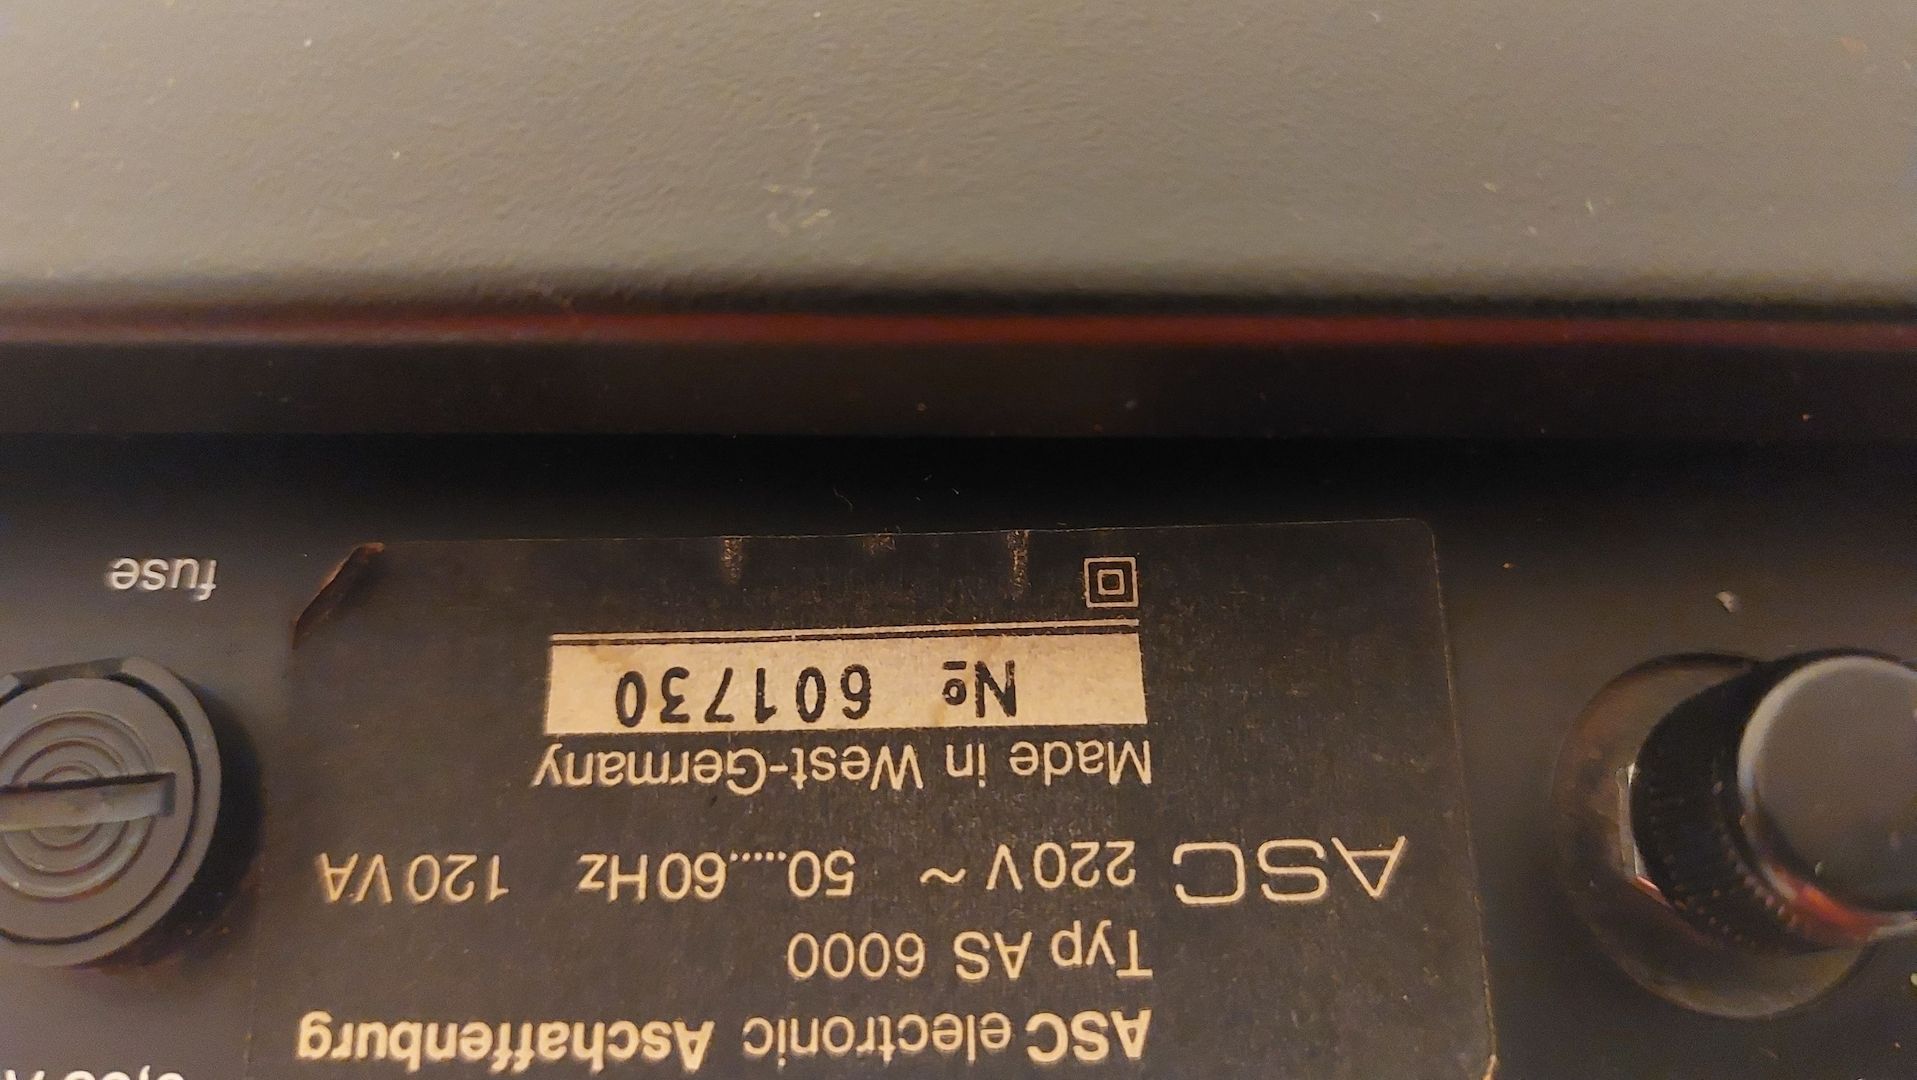 ASC electronic Aschaffenburg
Typ AS 6000
ASC 220V ~ 50.....60Hz 120VA
Made in West-Germany
№ 601730
fuse